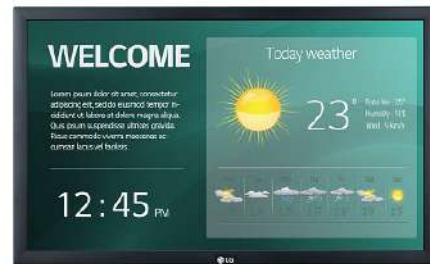 WELCOME
Lorem ipsum dolor sit amet, consectetur
adipiscing elit, sed do eiusmod tempor in-
cididunt ut labore et dolore magna aliqua.
Quis ipsum suspendisse ultrices gravida.
Risus commodo viverra maecenas ac-
cumsan lacus vel facilisis.
12:45 PM
Today weather
23°
LG